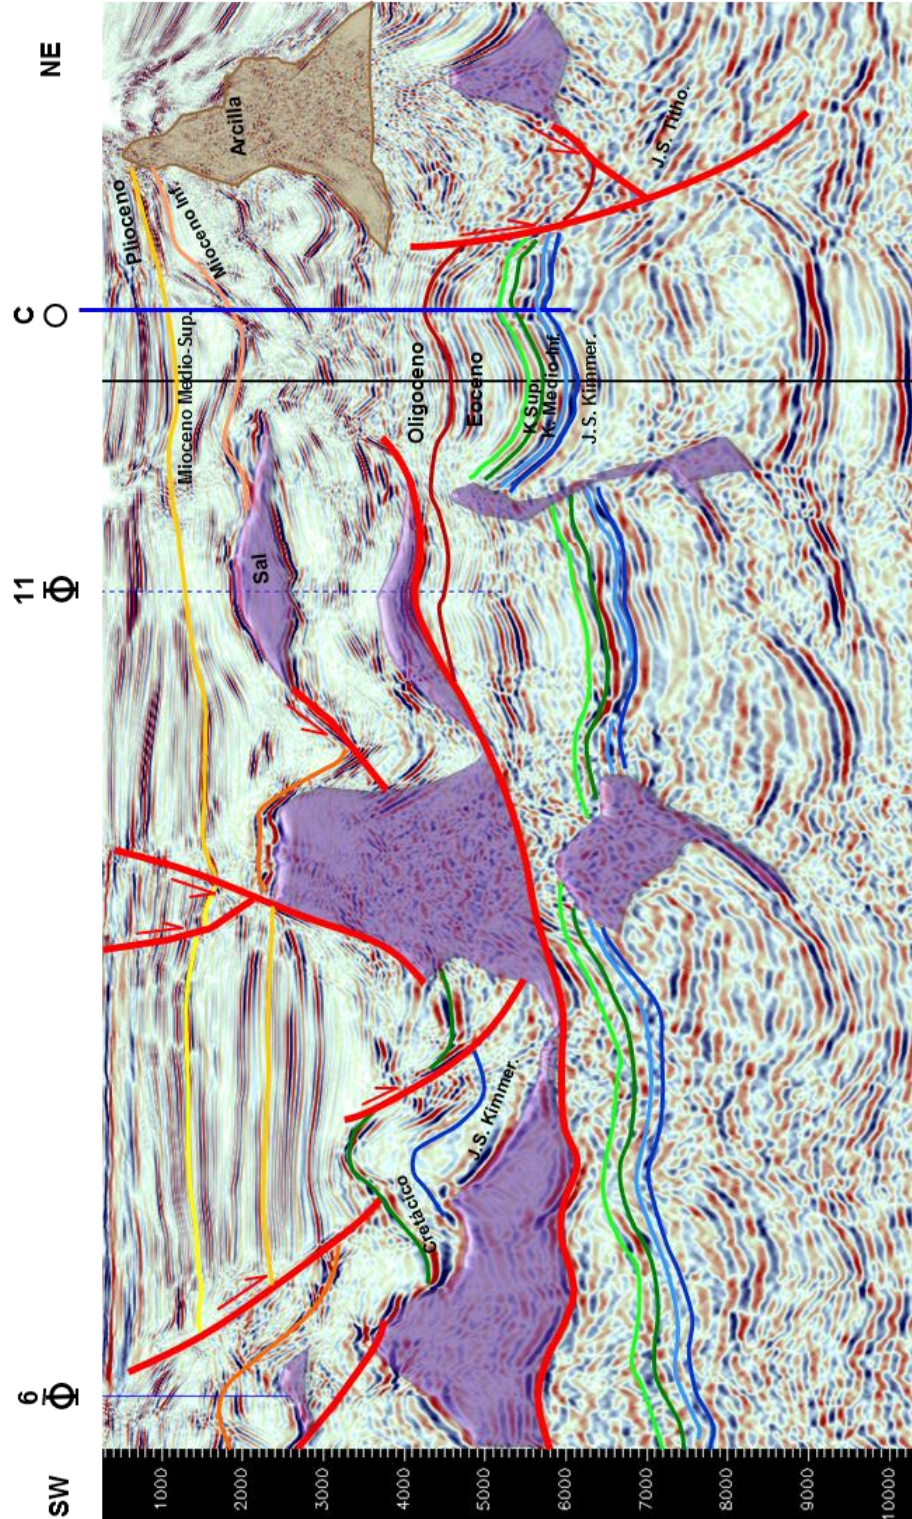 SW
6
11
C
NE
Plioceno
Mioceno Medio-Sup.
Mioceno Inf.
Arcilla
Sal
Oligoceno
Eoceno
K Sup.
K. Medio-Inf.
J.S. Kimmer.
J.S. Titho.
Cretácico
J.S. Kimmer.
1000
2000
3000
4000
5000
6000
7000
8000
9000
10000